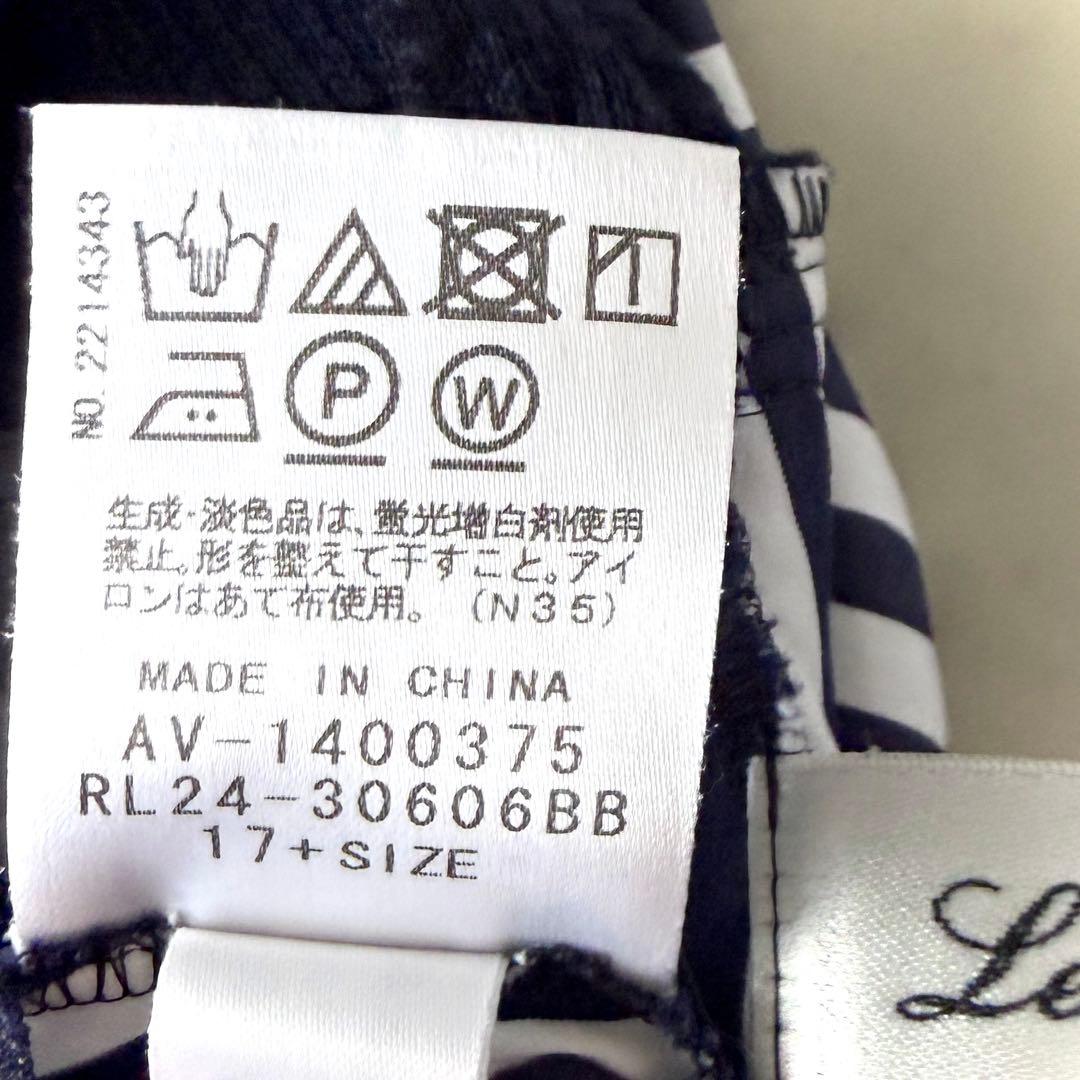 NO. 2214343
P
W
生成・淡色品は、蛍光増白剤使用
禁止。形を整えて干すこと。アイ
ロンはあて布使用。 (N35)
MADE IN CHINA
AV-1400375
RL24-30606BB
17+SIZE
Le